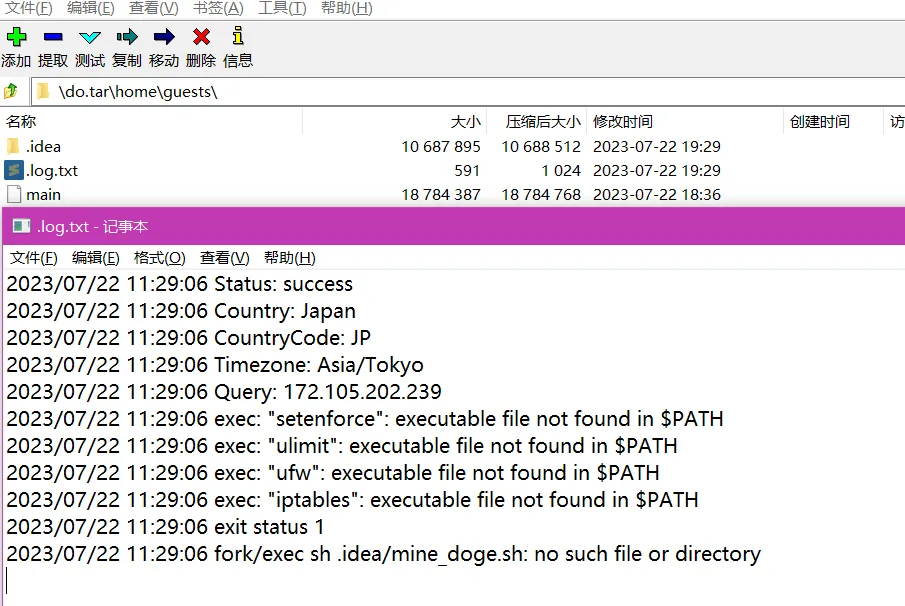 文件(F) 编辑(E) 查看(V) 书签(A) 工具(T) 帮助(H)
添加 提取 测试 复制 移动 删除 信息
\do.tar\home\guests\
名称 大小 压缩后大小 修改时间 创建时间 访
.idea 10 687 895 10 688 512 2023-07-22 19:29
.log.txt 591 1 024 2023-07-22 19:29
main 18 784 387 18 784 768 2023-07-22 18:36
.log.txt - 记事本
文件(F) 编辑(E) 格式(O) 查看(V) 帮助(H)
2023/07/22 11:29:06 Status: success
2023/07/22 11:29:06 Country: Japan
2023/07/22 11:29:06 CountryCode: JP
2023/07/22 11:29:06 Timezone: Asia/Tokyo
2023/07/22 11:29:06 Query: 172.105.202.239
2023/07/22 11:29:06 exec: "setenforce": executable file not found in $PATH
2023/07/22 11:29:06 exec: "ulimit": executable file not found in $PATH
2023/07/22 11:29:06 exec: "ufw": executable file not found in $PATH
2023/07/22 11:29:06 exec: "iptables": executable file not found in $PATH
2023/07/22 11:29:06 exit status 1
2023/07/22 11:29:06 fork/exec sh .idea/mine_doge.sh: no such file or directory